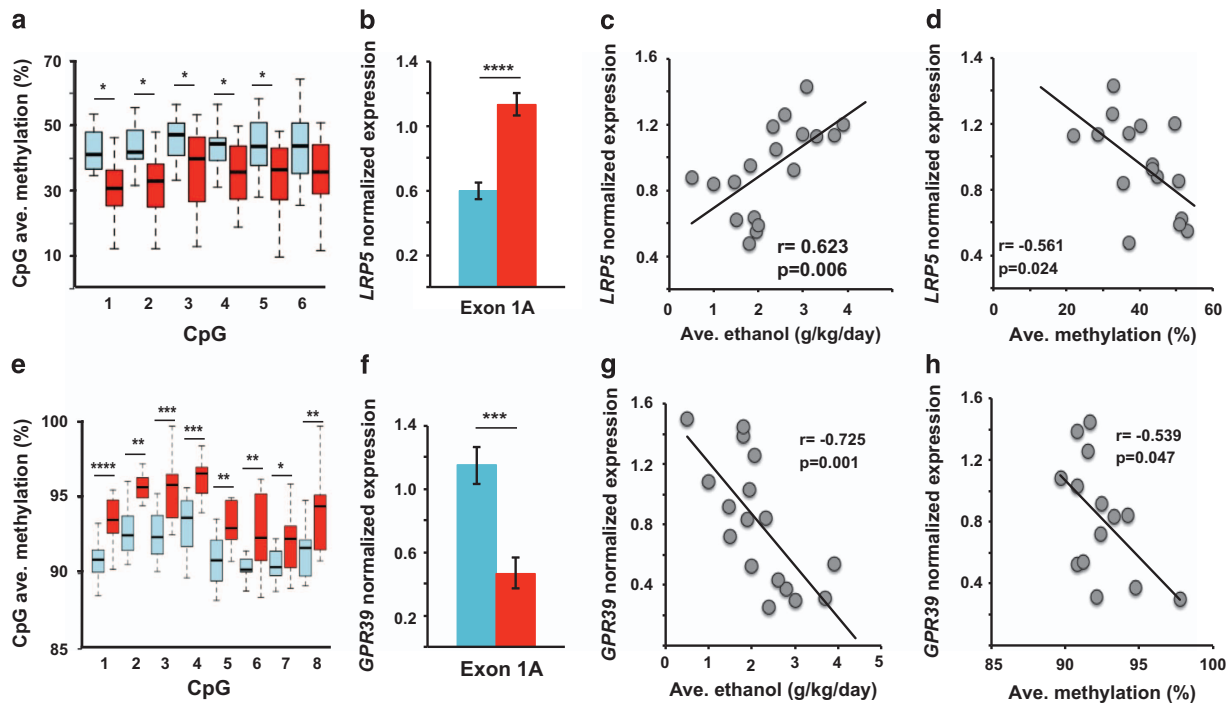 a
CpG ave. methylation (%)
70
50
30
10
* * * * *
1 2 3 4 5 6
CpG
b
LRP5 normalized expression
1.4
1.0
0.6
0.2
****
Exon 1A
c
LRP5 normalized expression
1.6
1.2
0.8
0.4
r= 0.623
p=0.006
0 1 2 3 4 5
Ave. ethanol (g/kg/day)
d
LRP5 normalized expression
1.6
1.2
0.8
0.4
r= -0.561
p=0.024
0 20 40 60
Ave. methylation (%)
e
CpG ave. methylation (%)
100
95
90
85
**** ** *** *** ** ** * **
1 2 3 4 5 6 7 8
CpG
f
GPR39 normalized expression
1.4
1.0
0.6
0.2
***
Exon 1A
g
GPR39 normalized expression
1.6
1.2
0.8
0.4
r= -0.725
p=0.001
0 1 2 3 4 5
Ave. ethanol (g/kg/day)
h
GPR39 normalized expression
1.6
1.2
0.8
0.4
r= -0.539
p=0.047
85 90 95 100
Ave. methylation (%)